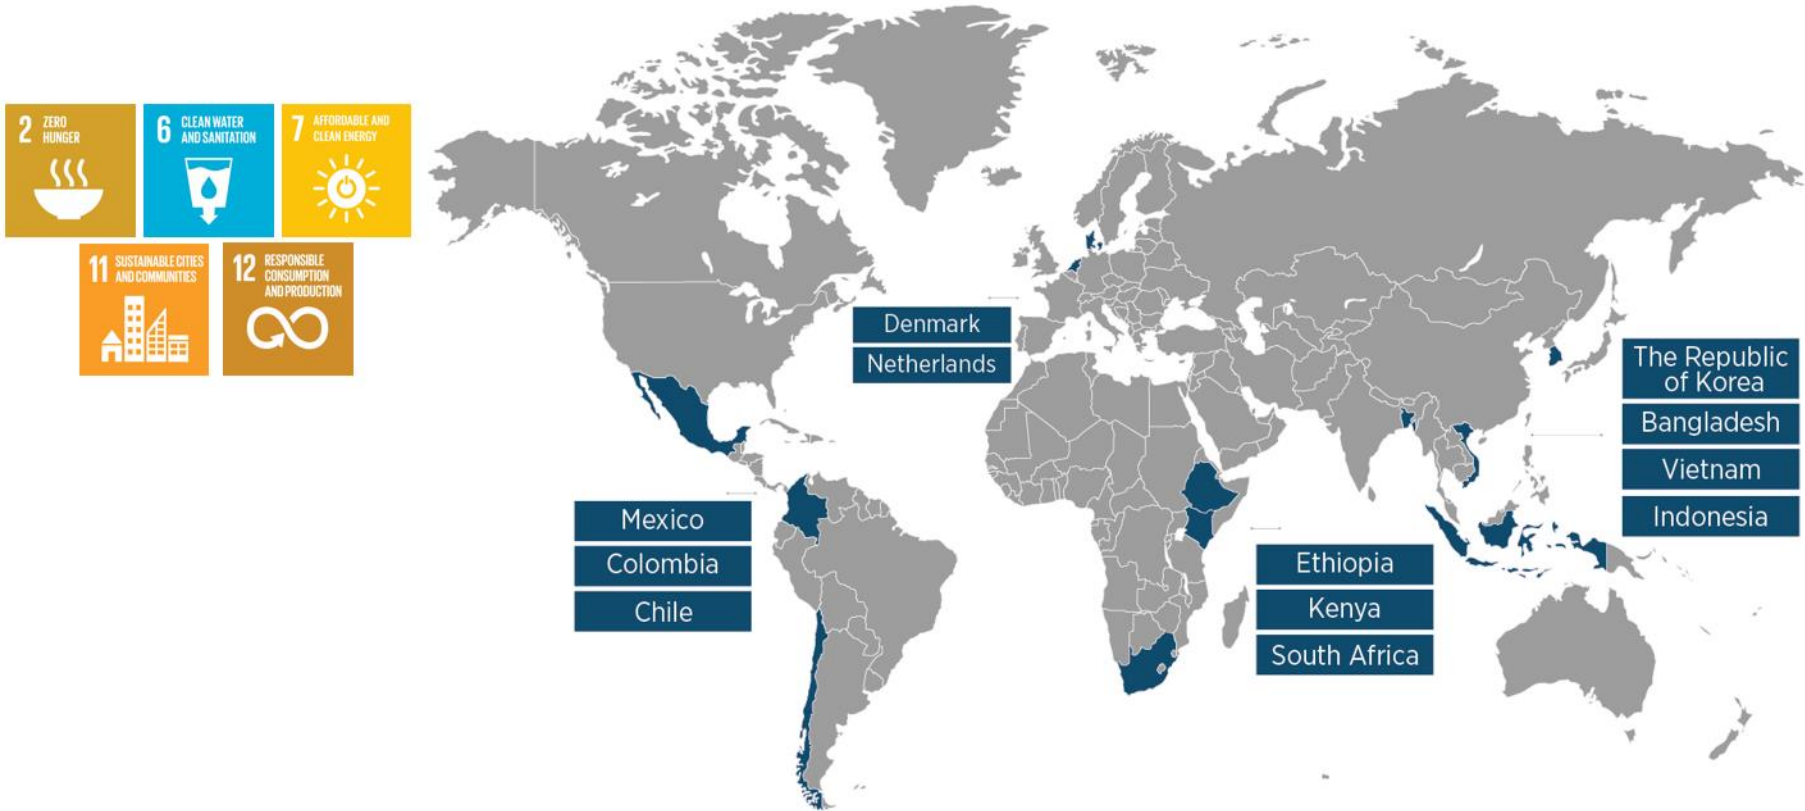 2 ZERO
HUNGER
6 CLEAN WATER
AND SANITATION
7 AFFORDABLE AND
CLEAN ENERGY
11 SUSTAINABLE CITIES
AND COMMUNITIES
12 RESPONSIBLE
CONSUMPTION
AND PRODUCTION
Denmark
Netherlands
Mexico
Colombia
Chile
Ethiopia
Kenya
South Africa
The Republic
of Korea
Bangladesh
Vietnam
Indonesia